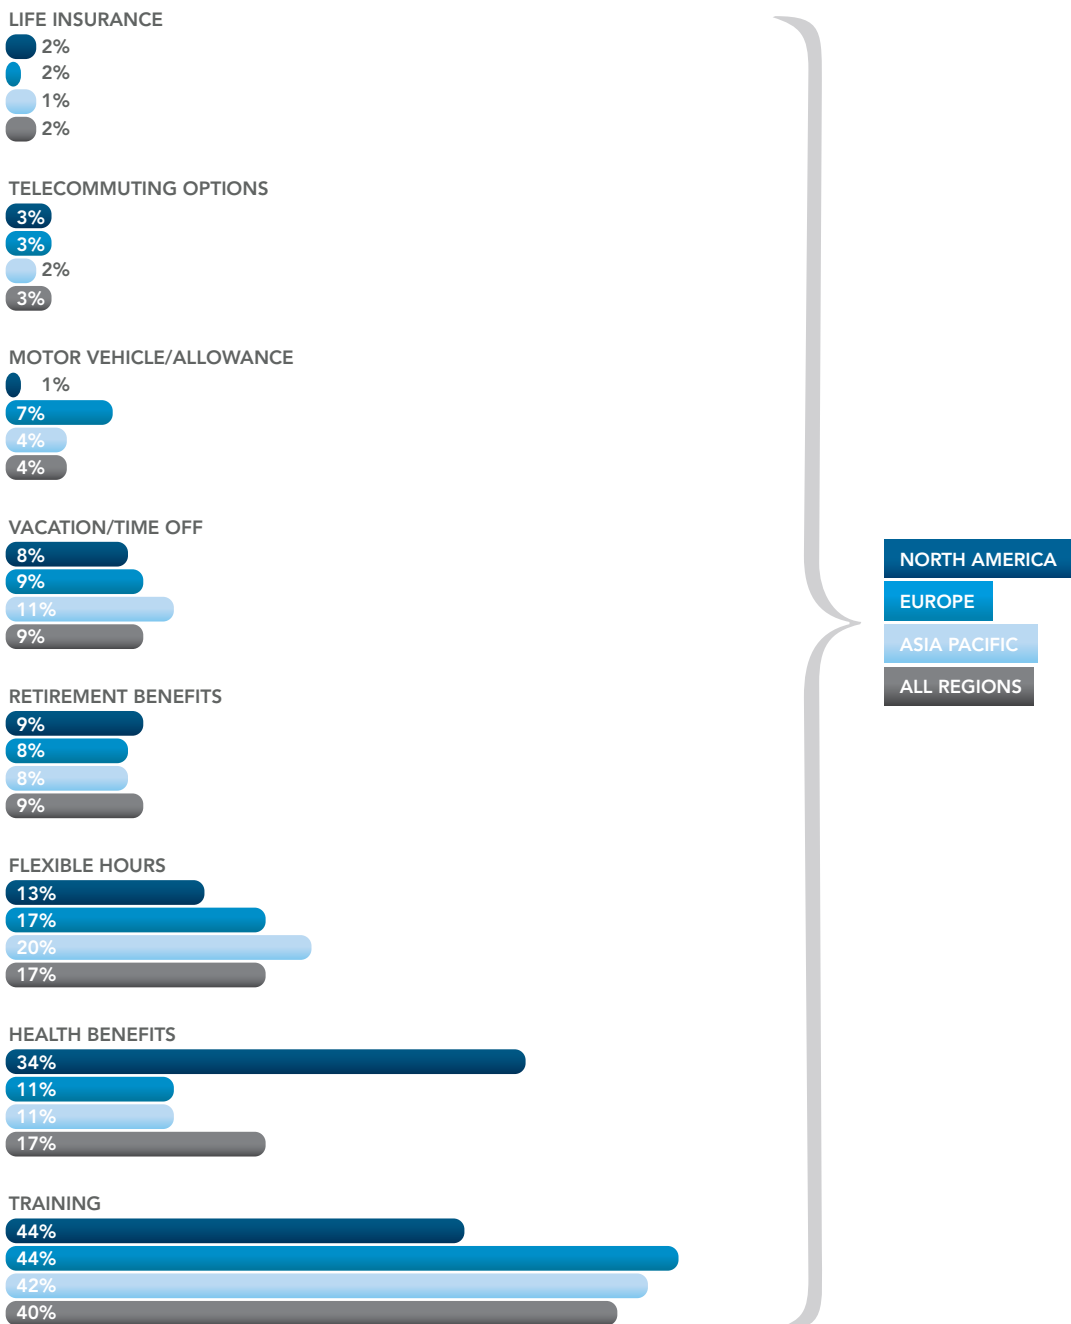 LIFE INSURANCE
2%
2%
1%
2%
TELECOMMUTING OPTIONS
3%
3%
2%
3%
MOTOR VEHICLE/ALLOWANCE
1%
7%
4%
4%
VACATION/TIME OFF
8%
9%
11%
9%
RETIREMENT BENEFITS
9%
8%
8%
9%
FLEXIBLE HOURS
13%
17%
20%
17%
HEALTH BENEFITS
34%
11%
11%
17%
TRAINING
44%
44%
42%
40%
NORTH AMERICA
EUROPE
ASIA PACIFIC
ALL REGIONS